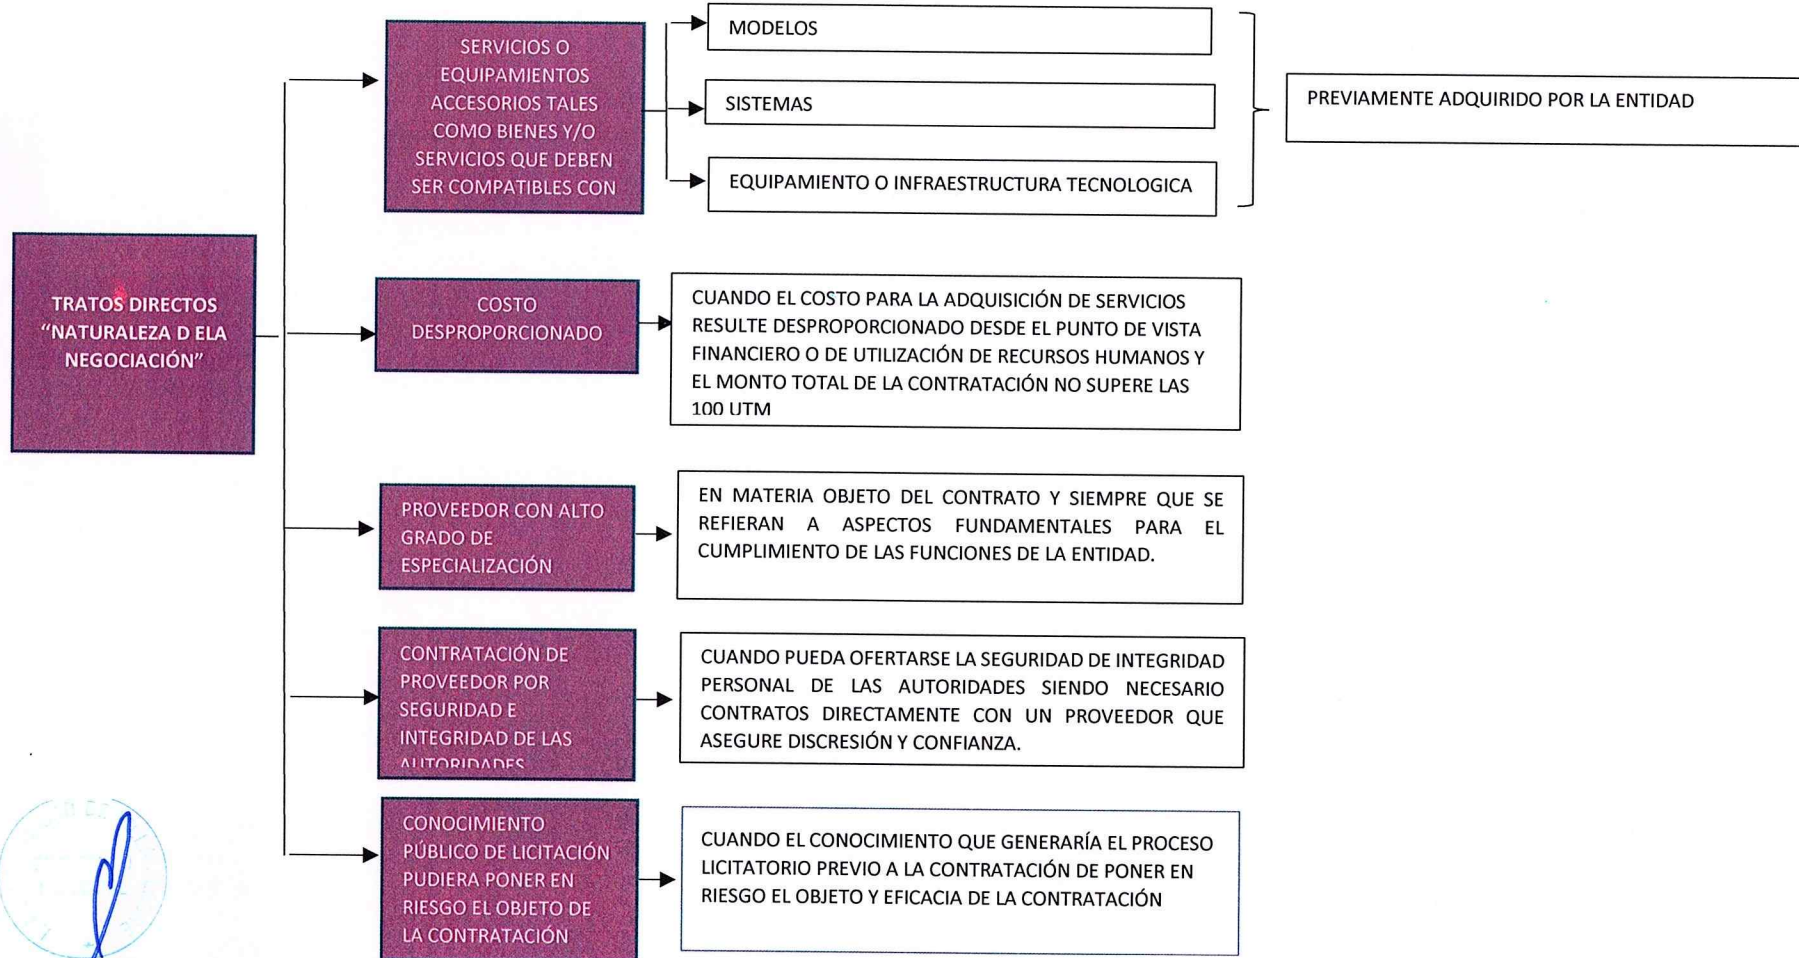 TRATOS DIRECTOS
“NATURALEZA D ELA
NEGOCIACIÓN”
SERVICIOS O
EQUIPAMIENTOS
ACCESORIOS TALES
COMO BIENES Y/O
SERVICIOS QUE DEBEN
SER COMPATIBLES CON
MODELOS
SISTEMAS
EQUIPAMIENTO O INFRAESTRUCTURA TECNOLOGICA
PREVIAMENTE ADQUIRIDO POR LA ENTIDAD
COSTO
DESPROPORCIONADO
CUANDO EL COSTO PARA LA ADQUISICIÓN DE SERVICIOS
RESULTE DESPROPORCIONADO DESDE EL PUNTO DE VISTA
FINANCIERO O DE UTILIZACIÓN DE RECURSOS HUMANOS Y
EL MONTO TOTAL DE LA CONTRATACIÓN NO SUPERE LAS
100 UTM
PROVEEDOR CON ALTO
GRADO DE
ESPECIALIZACIÓN
EN MATERIA OBJETO DEL CONTRATO Y SIEMPRE QUE SE
REFIERAN A ASPECTOS FUNDAMENTALES PARA EL
CUMPLIMIENTO DE LAS FUNCIONES DE LA ENTIDAD.
CONTRATACIÓN DE
PROVEEDOR POR
SEGURIDAD E
INTEGRIDAD DE LAS
AUTORIDADES
CUANDO PUEDA OFERTARSE LA SEGURIDAD DE INTEGRIDAD
PERSONAL DE LAS AUTORIDADES SIENDO NECESARIO
CONTRATOS DIRECTAMENTE CON UN PROVEEDOR QUE
ASEGURE DISCRESIÓN Y CONFIANZA.
CONOCIMIENTO
PÚBLICO DE LICITACIÓN
PUDIERA PONER EN
RIESGO EL OBJETO DE
LA CONTRATACIÓN
CUANDO EL CONOCIMIENTO QUE GENERARÍA EL PROCESO
LICITATORIO PREVIO A LA CONTRATACIÓN DE PONER EN
RIESGO EL OBJETO Y EFICACIA DE LA CONTRATACIÓN